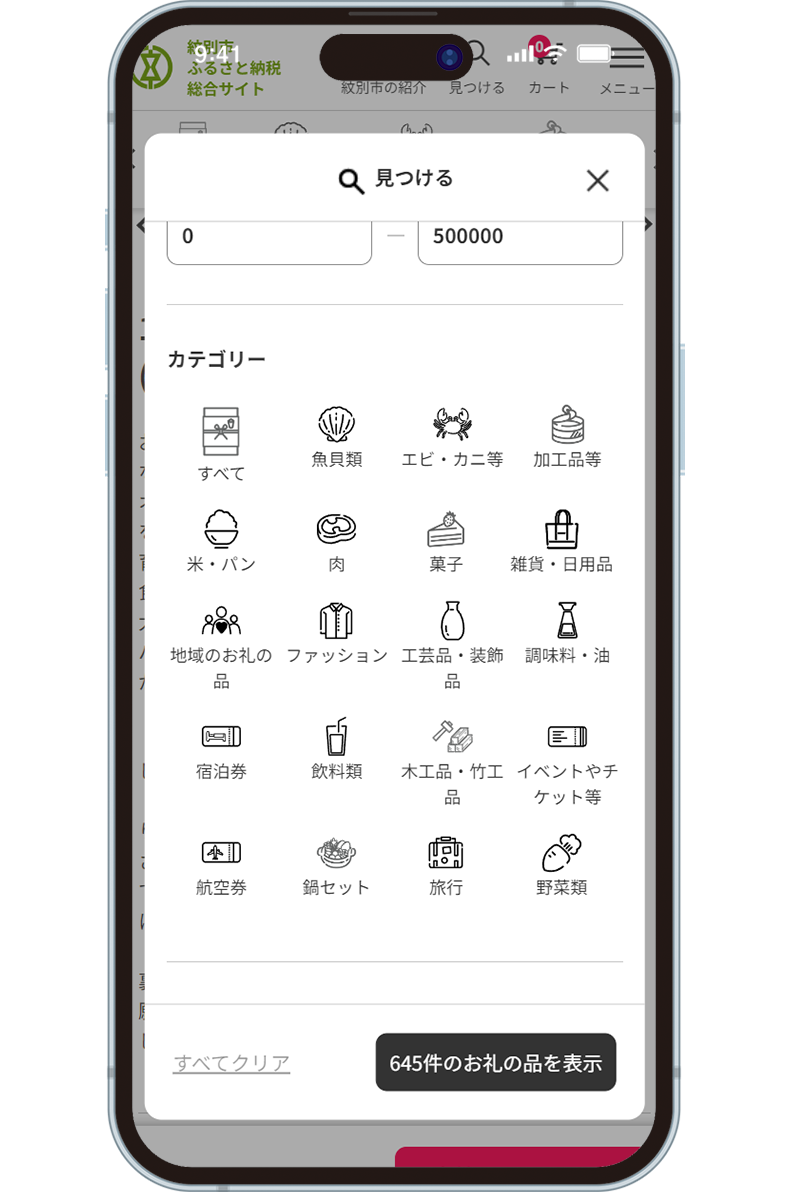 9:41
紋別市
ふるさと納税
総合サイト
0
紋別市の紹介
見つける
カート
メニュー
見つける
0 — 500000
カテゴリー
すべて
魚貝類
エビ・カニ等
加工品等
米・パン
肉
菓子
雑貨・日用品
地域のお礼の
品
ファッション
工芸品・装飾
品
調味料・油
宿泊券
飲料類
木工品・竹工
品
イベントやチ
ケット等
航空券
鍋セット
旅行
野菜類
すべてクリア
645件のお礼の品を表示